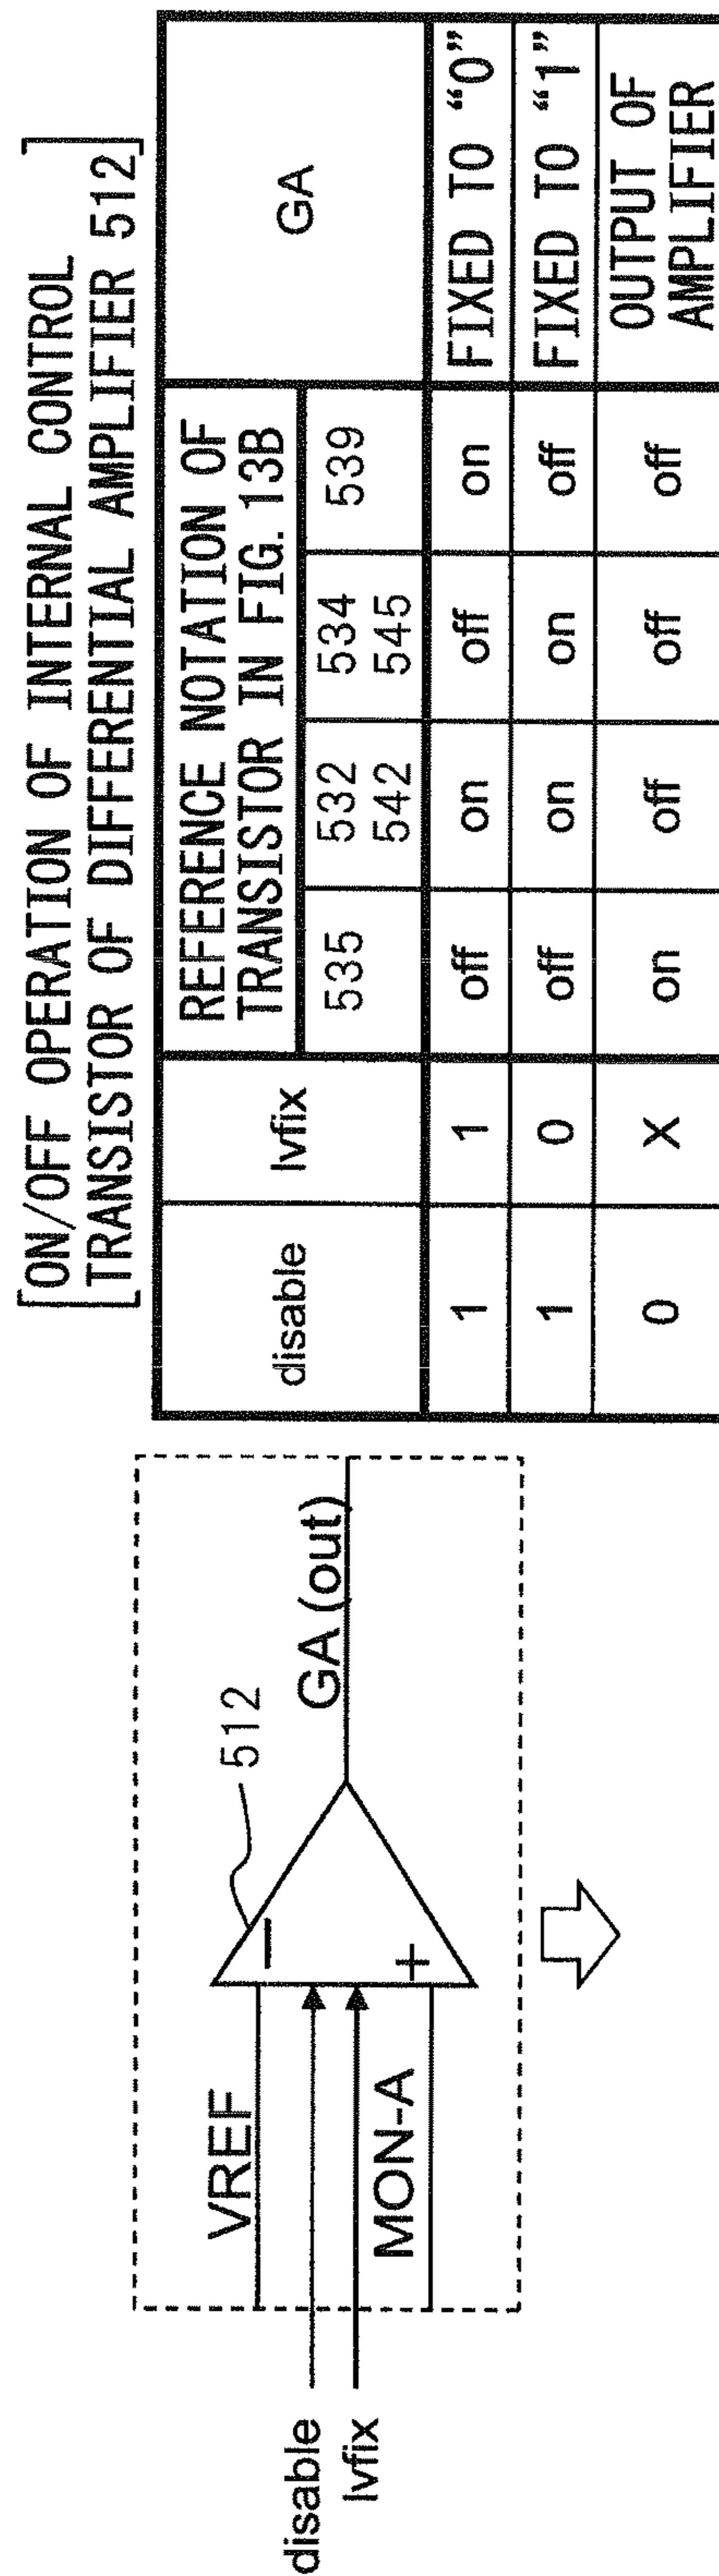 [ON/OFF OPERATION OF INTERNAL CONTROL
TRANSISTOR OF DIFFERENTIAL AMPLIFIER 512]
disable
lvfix
REFERENCE NOTATION OF
TRANSISTOR IN FIG. 13B
GA
535
532
542
534
545
539
1
1
off
on
off
on
FIXED TO “0”
1
0
off
on
on
off
FIXED TO “1”
0
X
on
off
off
off
OUTPUT OF
AMPLIFIER
disable
lvfix
VREF
MON-A
−
+
512
GA (out)